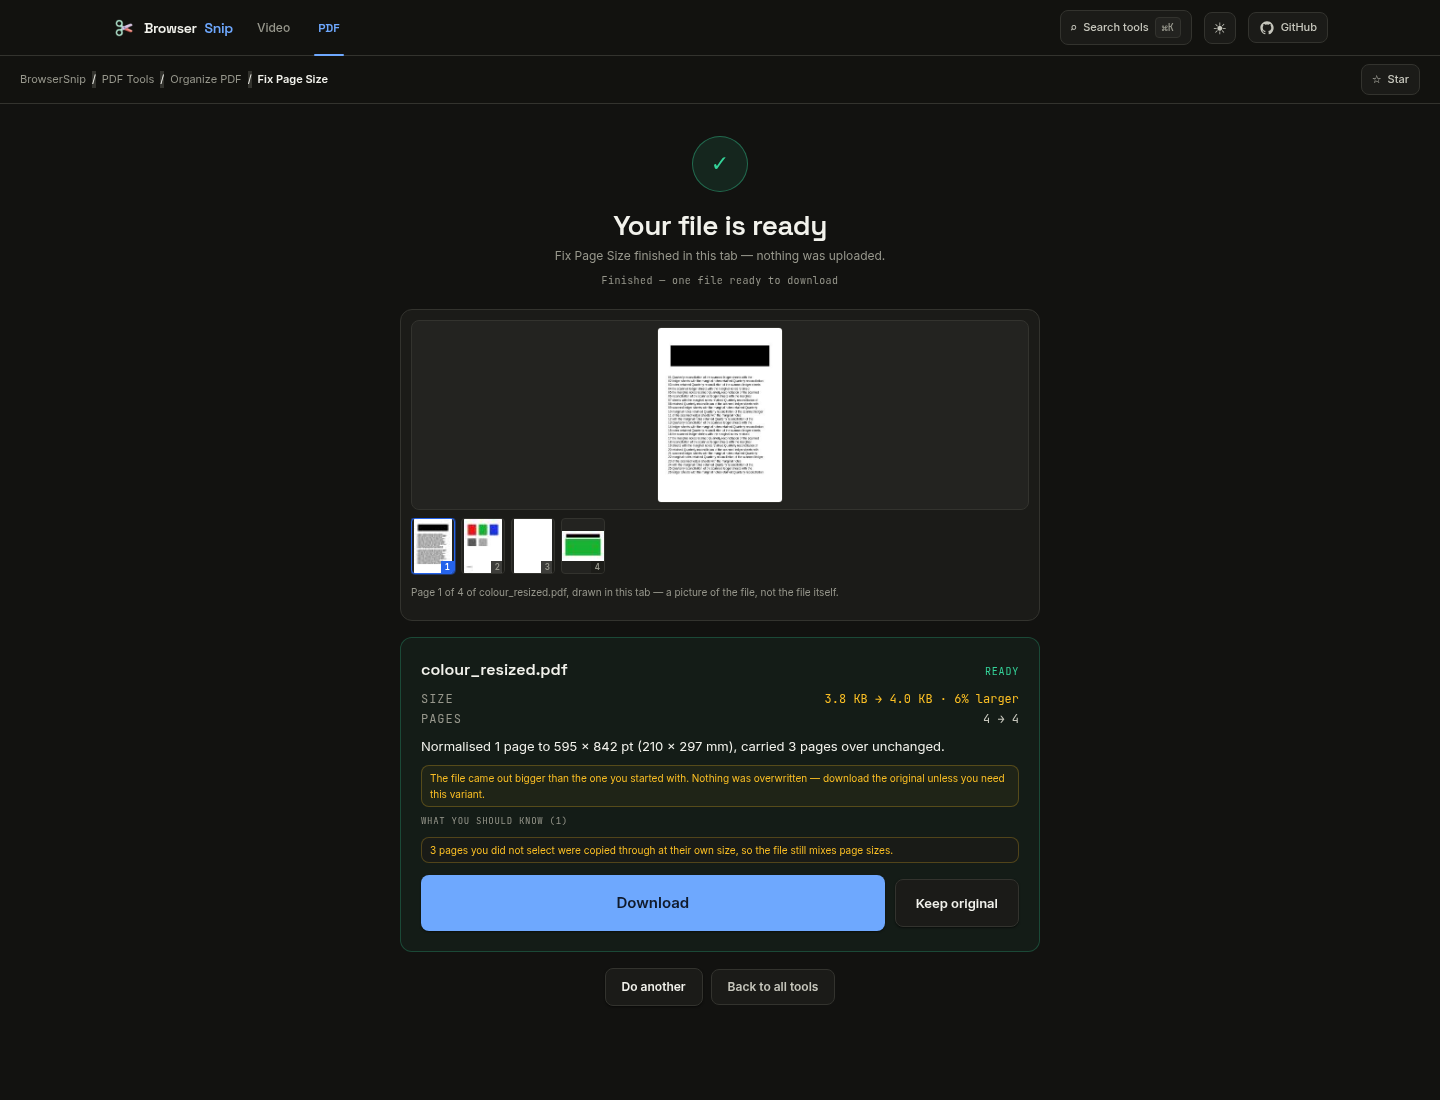 Browser Snip
Video
PDF
Search tools
⌘K
GitHub
BrowserSnip / PDF Tools / Organize PDF / Fix Page Size
☆ Star
Your file is ready
Fix Page Size finished in this tab — nothing was uploaded.
Finished — one file ready to download
1
2
3
4
Page 1 of 4 of colour_resized.pdf, drawn in this tab — a picture of the file, not the file itself.
colour_resized.pdf
READY
SIZE
3.8 KB → 4.0 KB · 6% larger
PAGES
4 → 4
Normalised 1 page to 595 × 842 pt (210 × 297 mm), carried 3 pages over unchanged.
The file came out bigger than the one you started with. Nothing was overwritten — download the original unless you need
this variant.
WHAT YOU SHOULD KNOW (1)
3 pages you did not select were copied through at their own size, so the file still mixes page sizes.
Download
Keep original
Do another
Back to all tools